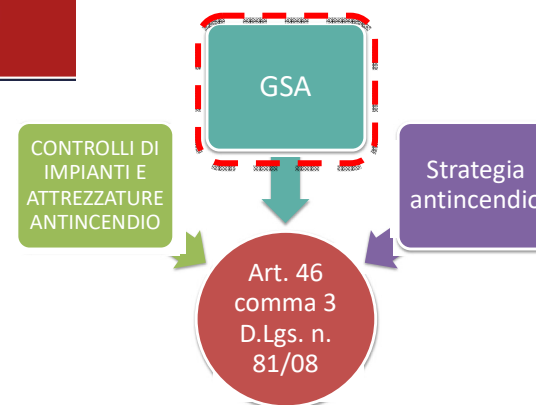 GSA
CONTROLLI DI
IMPIANTI E
ATTREZZATURE
ANTINCENDIO
Strategia
antincendio
Art. 46
comma 3
D.Lgs. n.
81/08